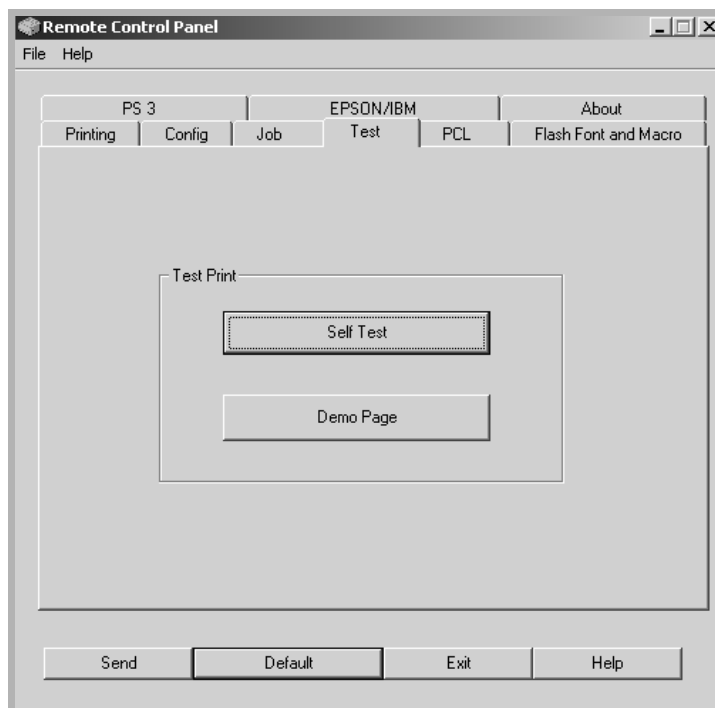 Remote Control Panel
File Help
PS 3 EPSON/IBM About
Printing Config Job Test PCL Flash Font and Macro
Test Print
Self Test
Demo Page
Send Default Exit Help